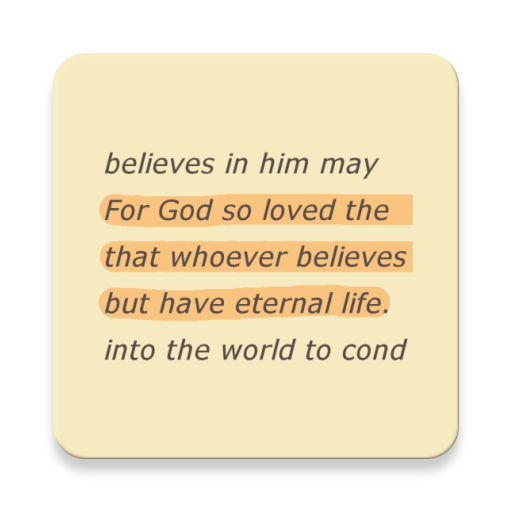 believes in him may
For God so loved the
that whoever believes
but have eternal life.
into the world to cond